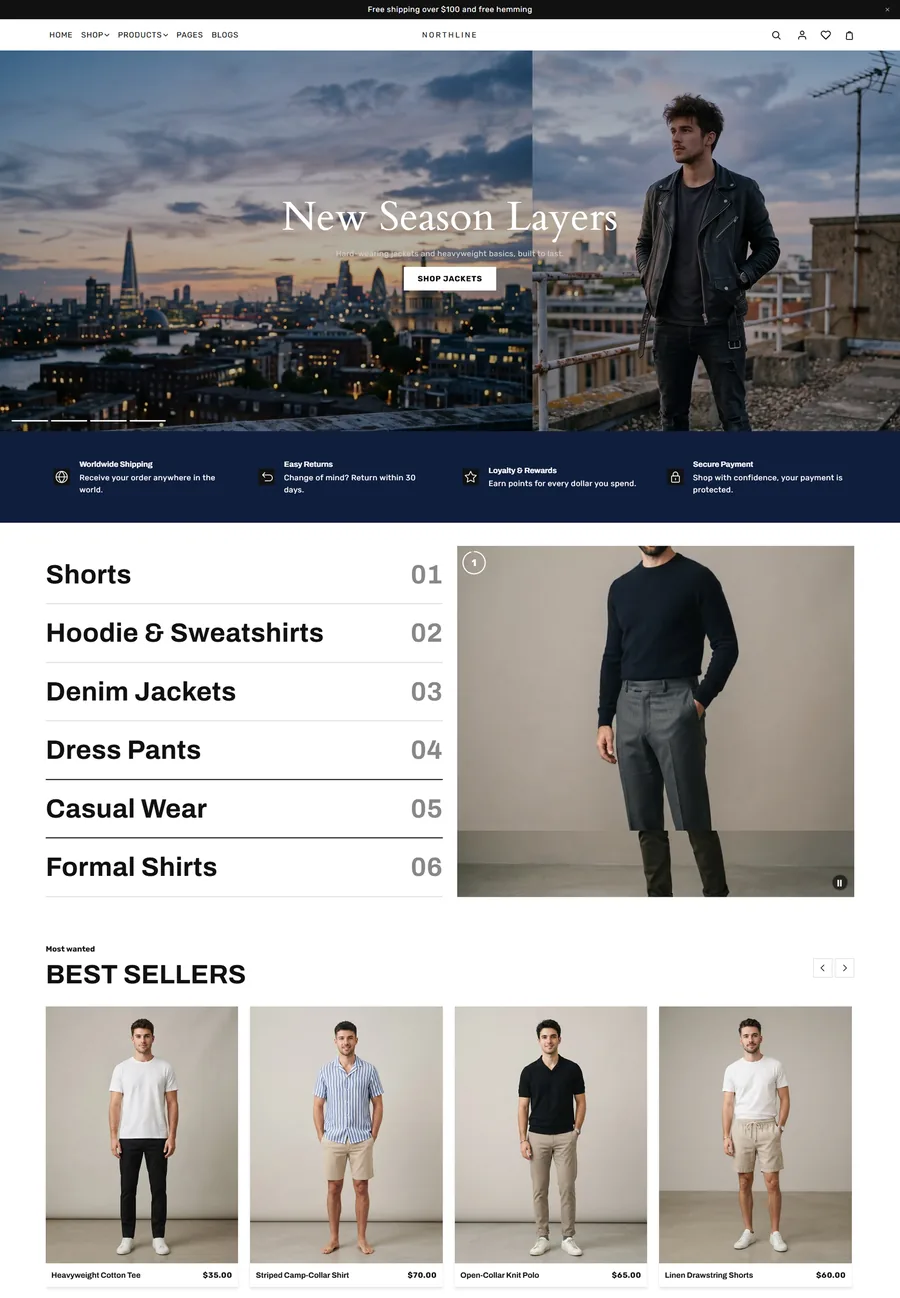 Free shipping over $100 and free hemming
HOME SHOP PRODUCTS PAGES BLOGS
NORTHLINE
New Season Layers
Hard-wearing jackets and heavyweight basics, built to last.
SHOP JACKETS
Worldwide Shipping
Receive your order anywhere in the
world.
Easy Returns
Change of mind? Return within 30
days.
Loyalty & Rewards
Earn points for every dollar you spend.
Secure Payment
Shop with confidence, your payment is
protected.
Shorts 01
Hoodie & Sweatshirts 02
Denim Jackets 03
Dress Pants 04
Casual Wear 05
Formal Shirts 06
1
Most wanted
BEST SELLERS
Heavyweight Cotton Tee $35.00
Striped Camp-Collar Shirt $70.00
Open-Collar Knit Polo $65.00
Linen Drawstring Shorts $60.00